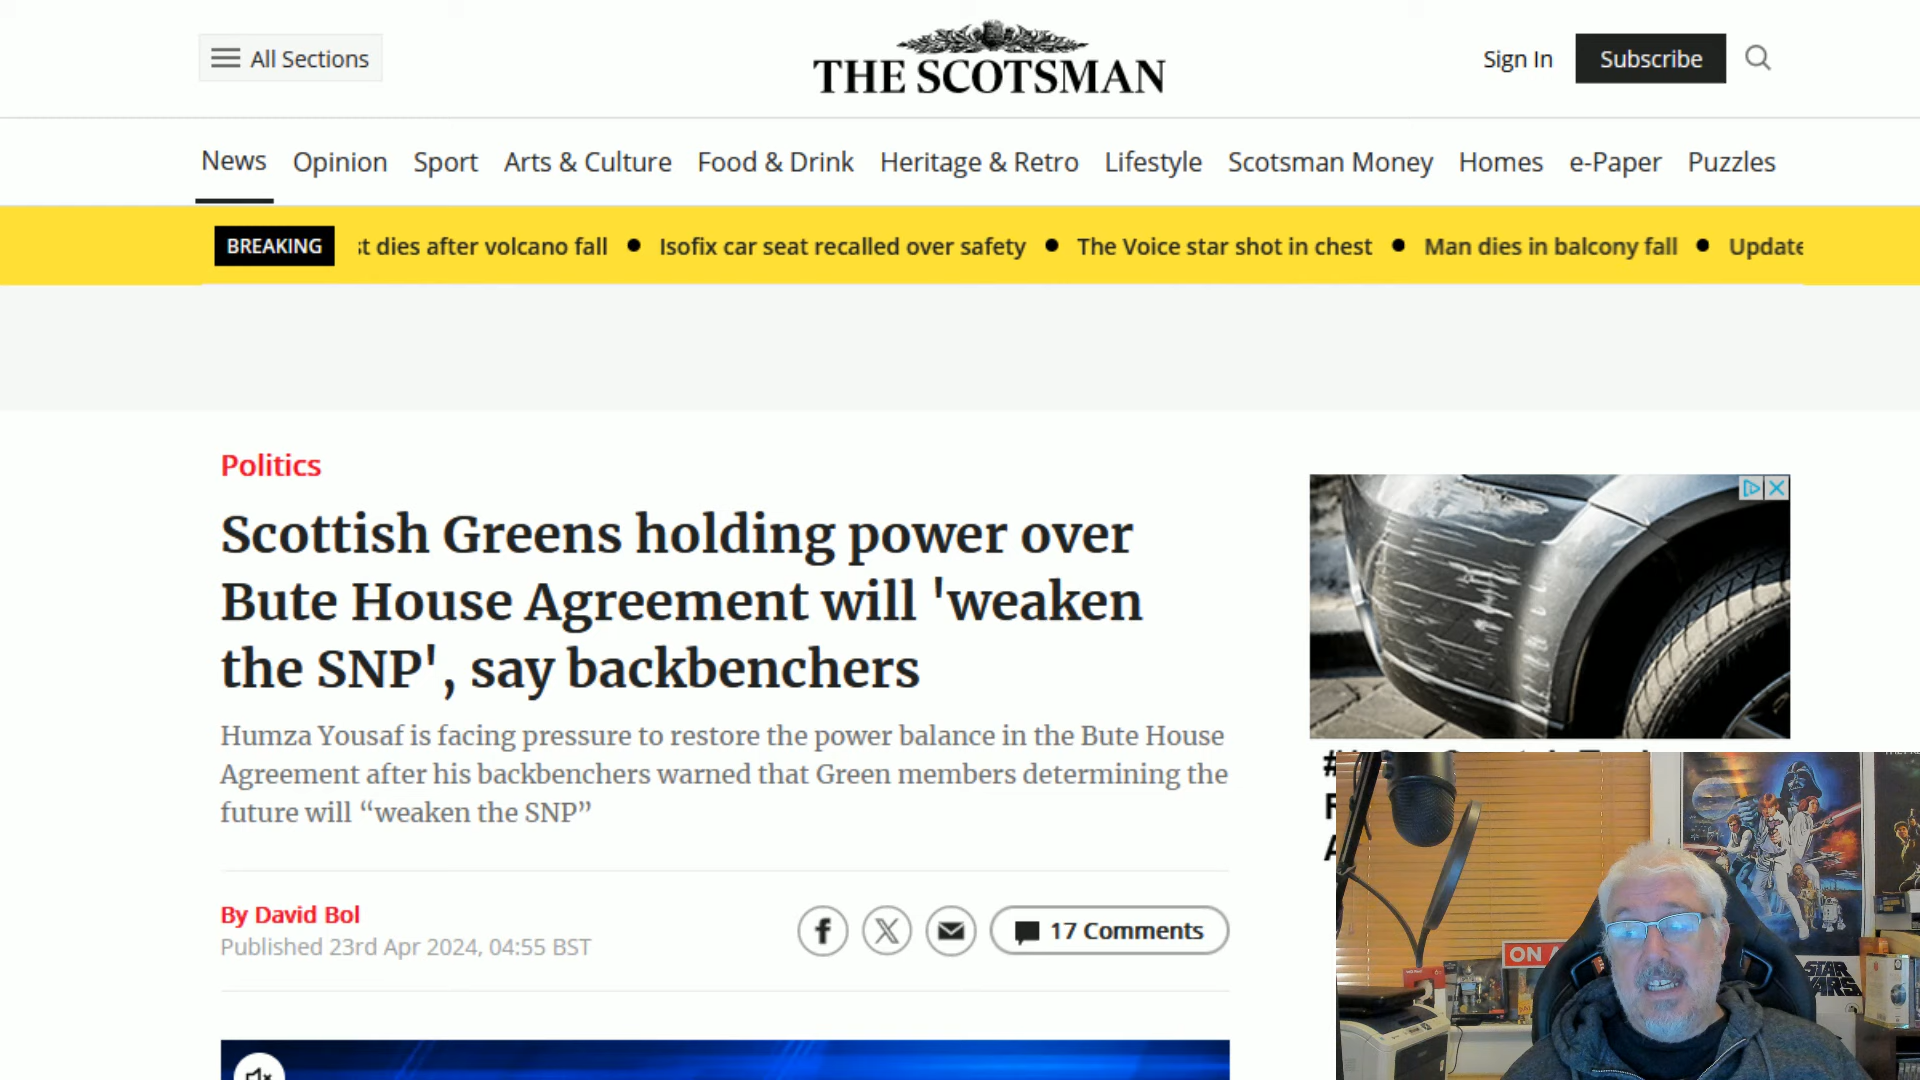 All Sections
THE SCOTSMAN
Sign In
Subscribe
News Opinion Sport Arts & Culture Food & Drink Heritage & Retro Lifestyle Scotsman Money Homes e-Paper Puzzles
BREAKING
dies after volcano fall ● Isofix car seat recalled over safety ● The Voice star shot in chest ● Man dies in balcony fall ● Update
Politics
Scottish Greens holding power over
Bute House Agreement will 'weaken
the SNP', say backbenchers
Humza Yousaf is facing pressure to restore the power balance in the Bute House
Agreement after his backbenchers warned that Green members determining the
future will “weaken the SNP”
By David Bol
Published 23rd Apr 2024, 04:55 BST
17 Comments
ON
STAR
WARS